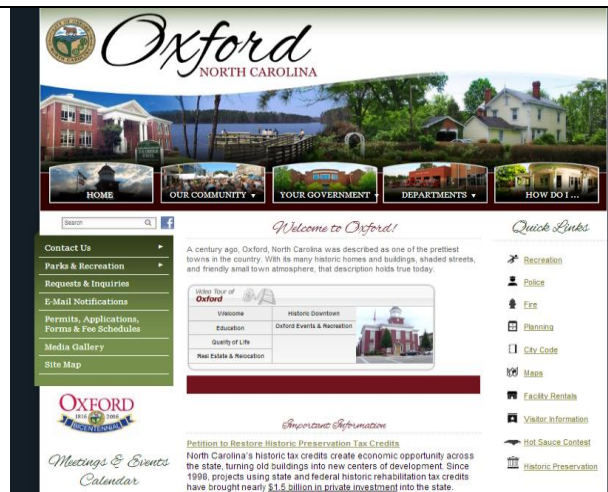 Oxford
NORTH CAROLINA
HOME
OUR COMMUNITY
YOUR GOVERNMENT
DEPARTMENTS
HOW DO I ...
Search
Contact Us
Parks & Recreation
Requests & Inquiries
E-Mail Notifications
Permits, Applications,
Forms & Fee Schedules
Media Gallery
Site Map
OXFORD
1816 2016
BICENTENNIAL
Meetings & Events
Calendar
Welcome to Oxford!
A century ago, Oxford, North Carolina was described as one of the prettiest
towns in the country. With its many historic homes and buildings, shaded streets,
and friendly small town atmosphere, that description holds true today.
Video Tour of
Oxford
Welcome
Historic Downtown
Education
Oxford Events & Recreation
Quality of Life
Real Estate & Relocation
Important Information
Petition to Restore Historic Preservation Tax Credits
North Carolina's historic tax credits create economic opportunity across
the state, turning old buildings into new centers of development. Since
1998, projects using state and federal historic rehabilitation tax credits
have brought nearly $1.5 billion in private investment into the state.
Quick Links
Recreation
Police
Fire
Planning
City Code
Maps
Facility Rentals
Visitor Information
Hot Sauce Contest
Historic Preservation